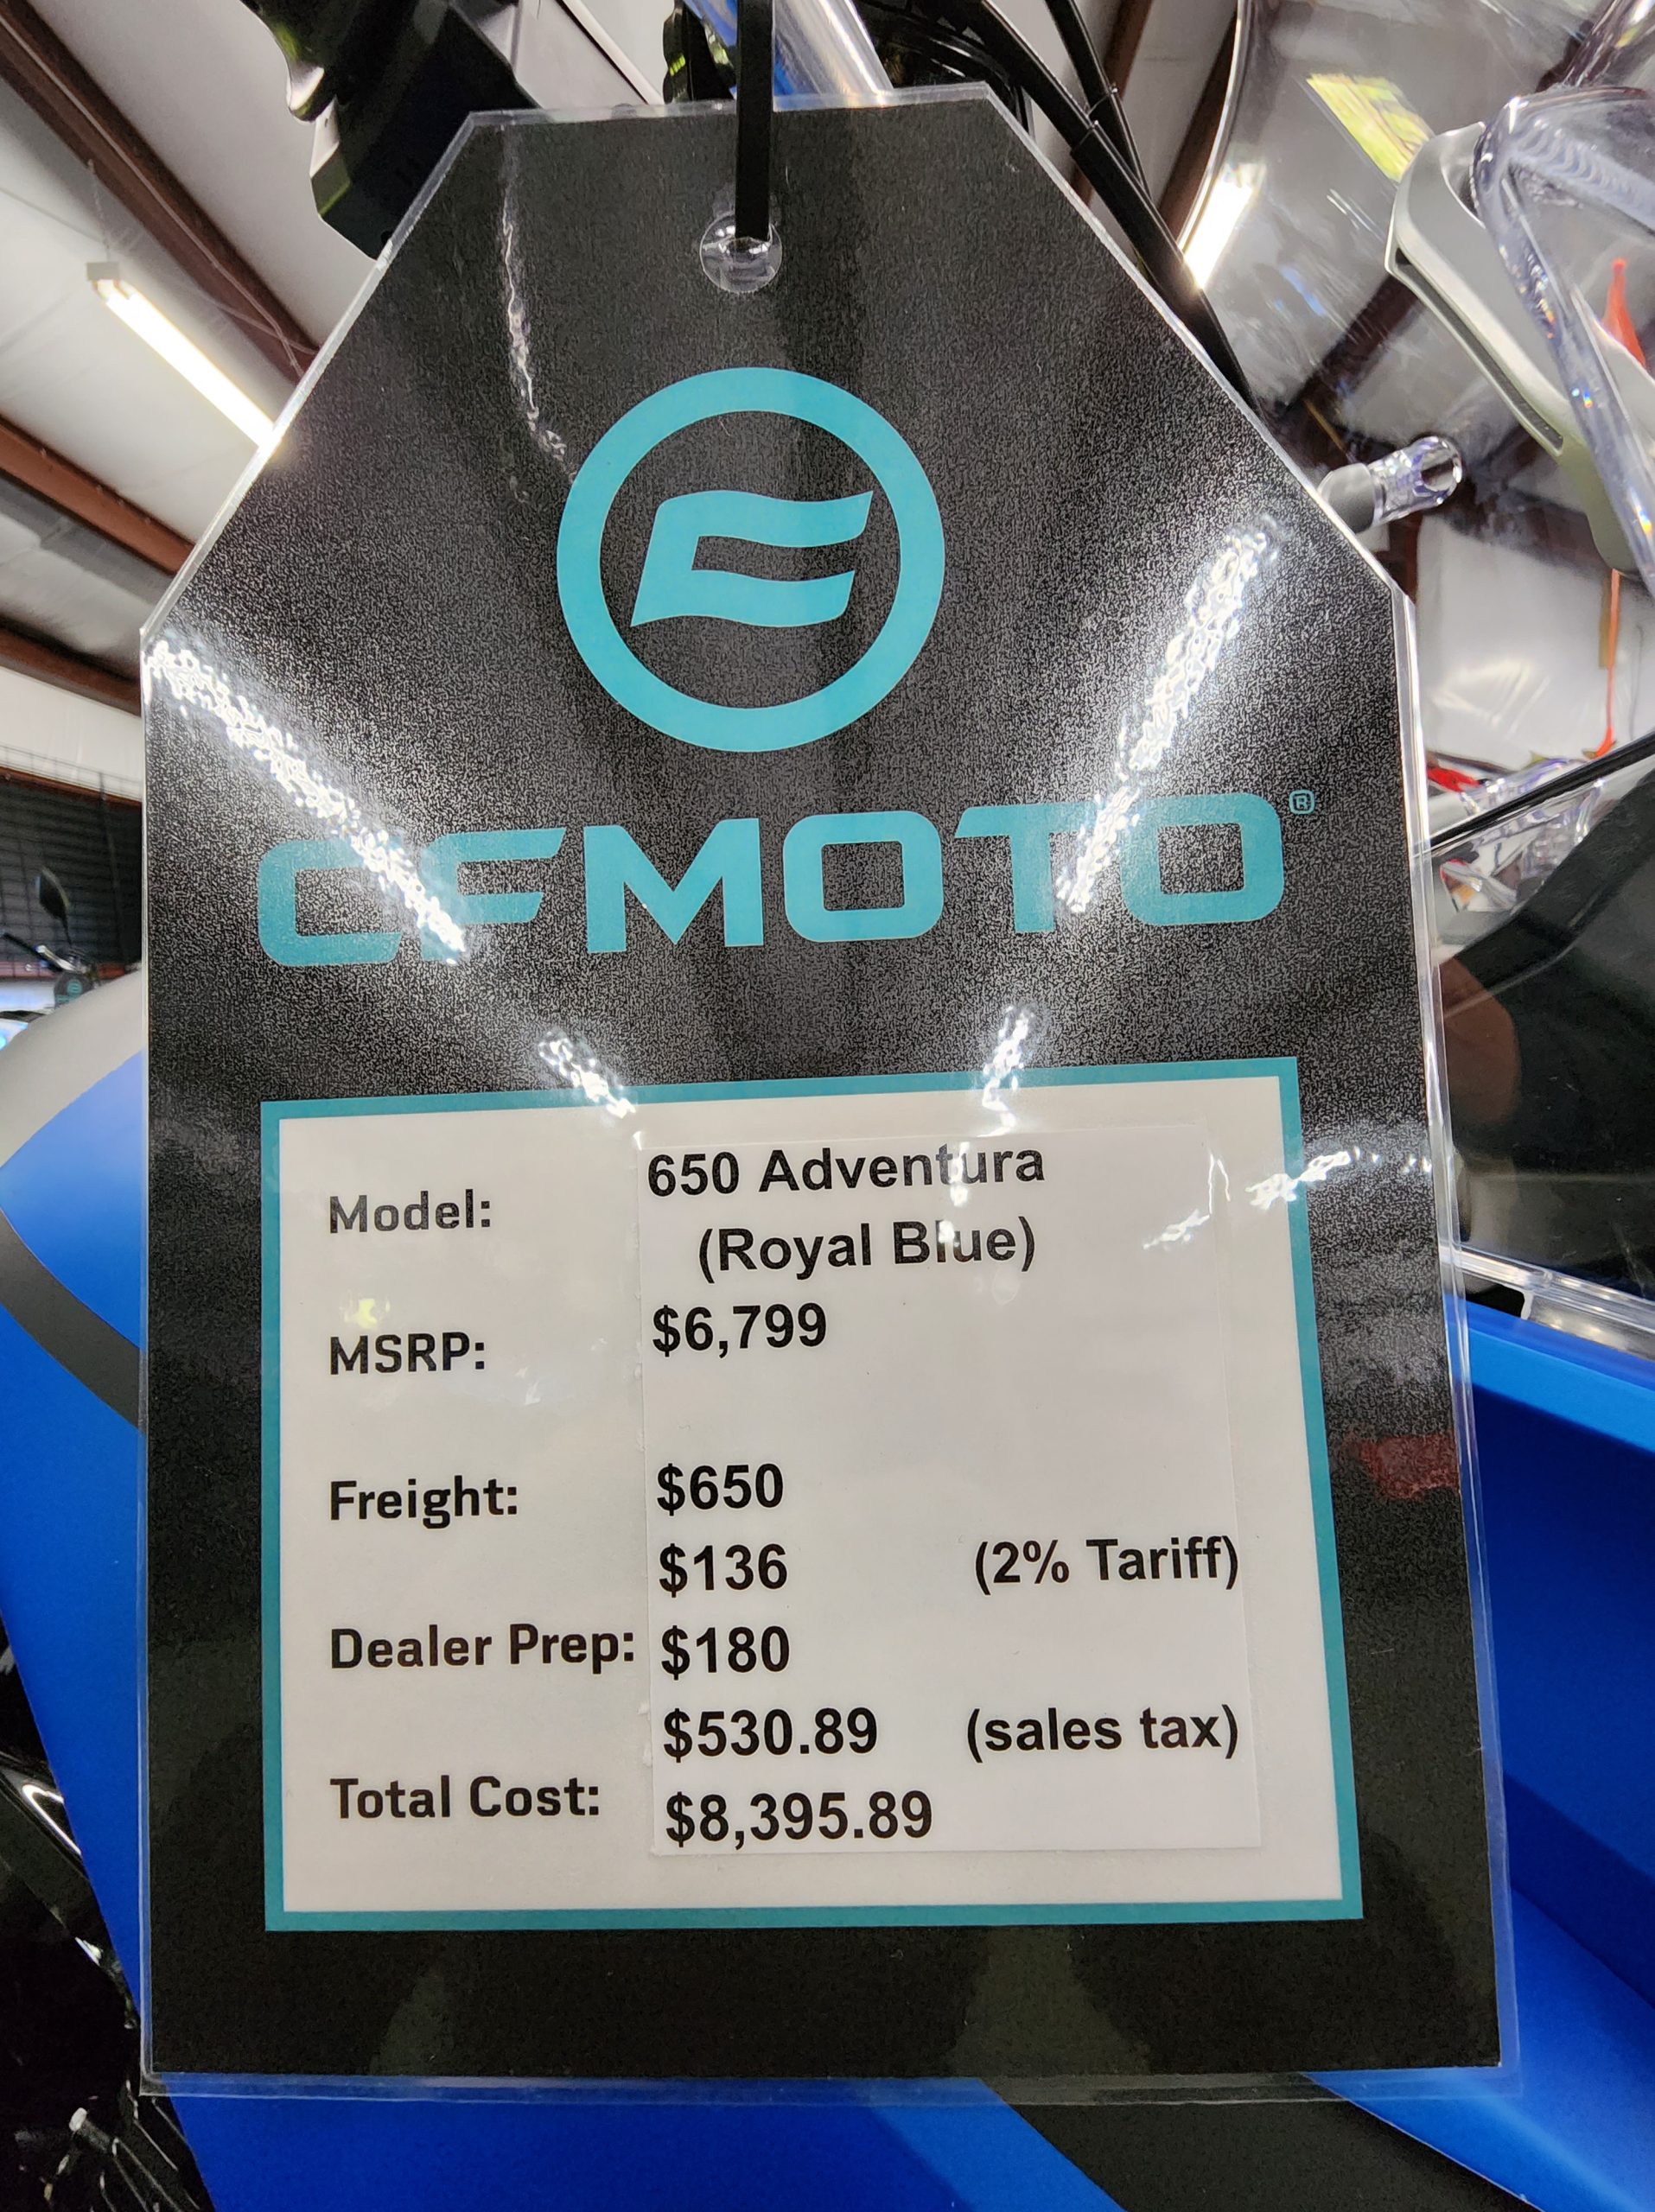 CFMOTO®
Model: 650 Adventura
(Royal Blue)
MSRP: $6,799
Freight: $650
$136 (2% Tariff)
Dealer Prep: $180
$530.89 (sales tax)
Total Cost: $8,395.89